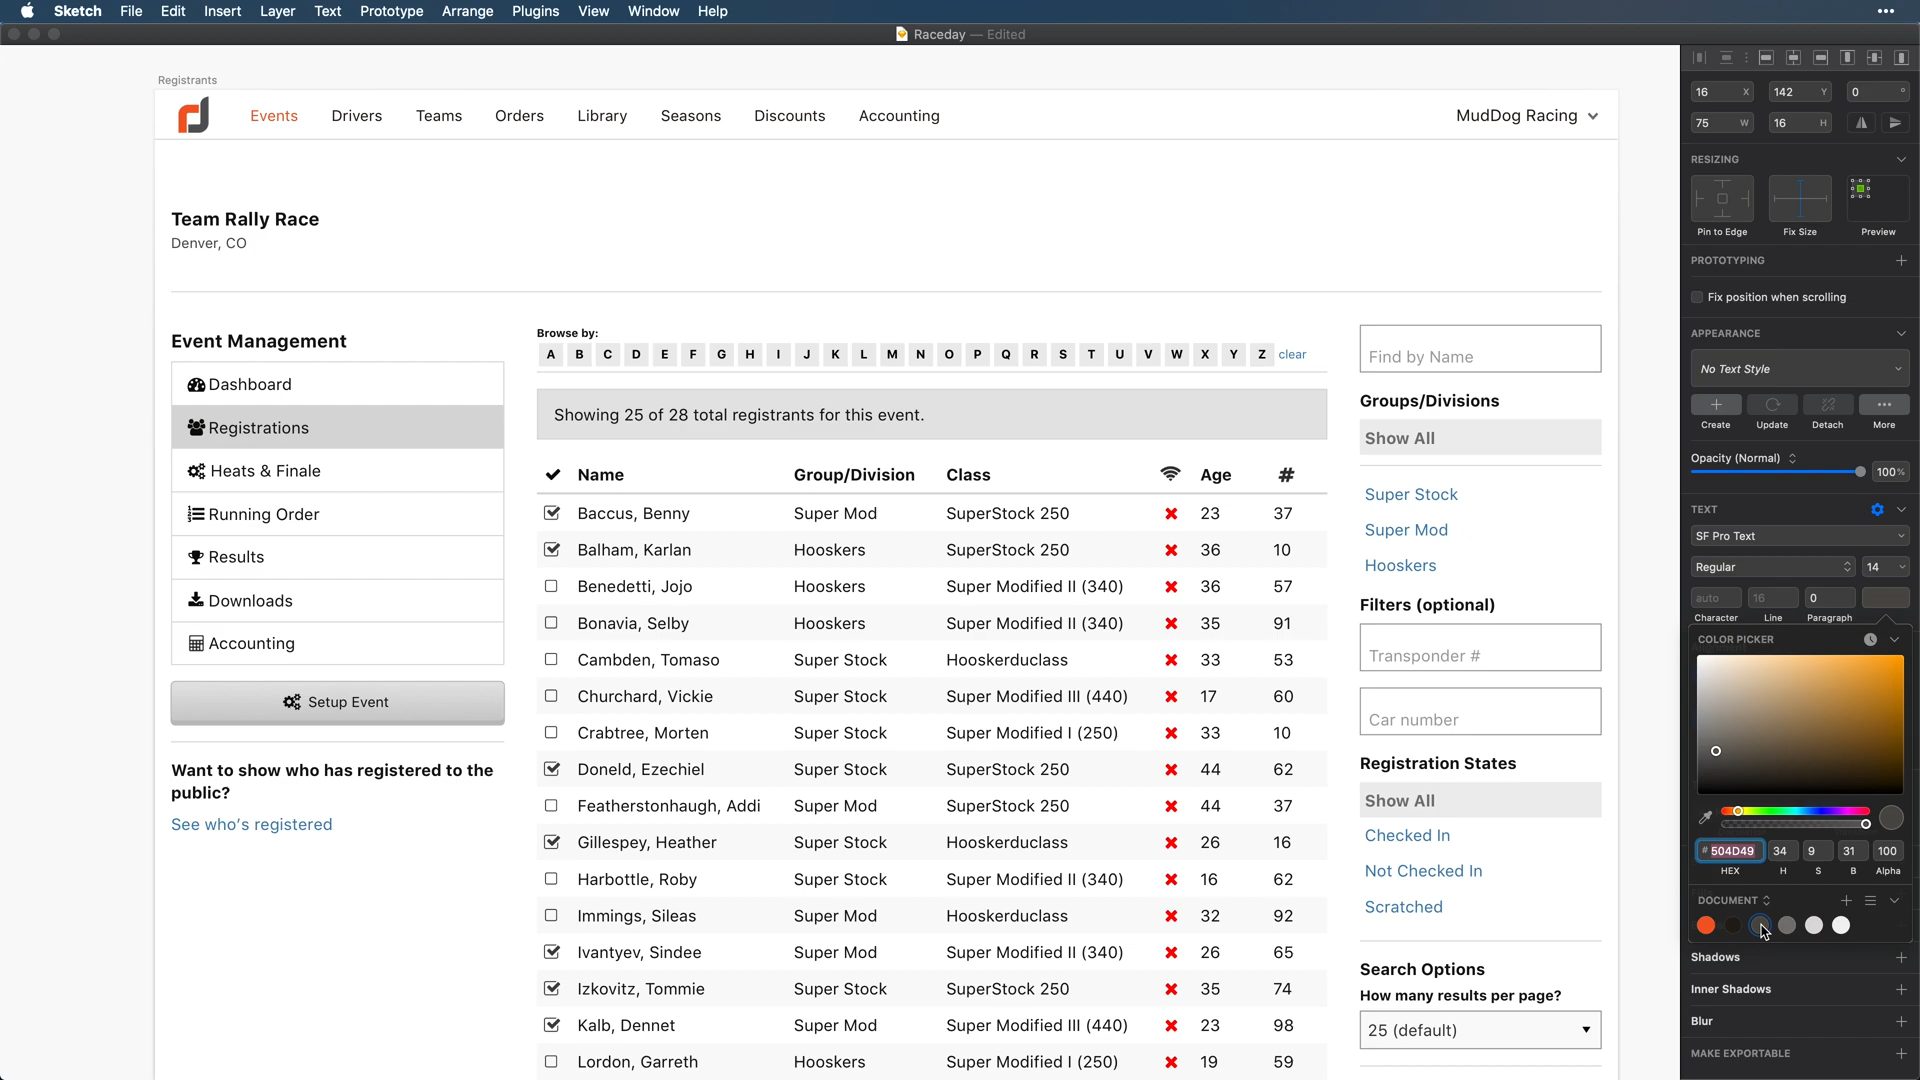 Sketch File Edit Insert Layer Text Prototype Arrange Plugins View Window Help
Raceday — Edited
Registrants
Events Drivers Teams Orders Library Seasons Discounts Accounting MudDog Racing
Team Rally Race
Denver, CO
Event Management
Dashboard
Registrations
Heats & Finale
Running Order
Results
Downloads
Accounting
Setup Event
Want to show who has registered to the
public?
See who's registered
Browse by:
A B C D E F G H I J K L M N O P Q R S T U V W X Y Z clear
Showing 25 of 28 total registrants for this event.
Name Group/Division Class Age #
Baccus, Benny Super Mod SuperStock 250 23 37
Balham, Karlan Hooskers SuperStock 250 36 10
Benedetti, Jojo Hooskers Super Modified II (340) 36 57
Bonavia, Selby Hooskers Super Modified II (340) 35 91
Cambden, Tomaso Super Stock Hooskerduclass 33 53
Churchard, Vickie Super Stock Super Modified III (440) 17 60
Crabtree, Morten Super Stock Super Modified I (250) 33 10
Doneld, Ezechiel Super Stock SuperStock 250 44 62
Featherstonhaugh, Addi Super Mod SuperStock 250 44 37
Gillespey, Heather Super Stock Hooskerduclass 26 16
Harbottle, Roby Super Stock Super Modified II (340) 16 62
Immings, Sileas Super Mod Hooskerduclass 32 92
Ivantyev, Sindee Super Mod Super Modified II (340) 26 65
Izkovitz, Tommie Super Stock SuperStock 250 35 74
Kalb, Dennet Super Mod Super Modified III (440) 23 98
Lordon, Garreth Hooskers Super Modified I (250) 19 59
Find by Name
Groups/Divisions
Show All
Super Stock
Super Mod
Hooskers
Filters (optional)
Transponder #
Car number
Registration States
Show All
Checked In
Not Checked In
Scratched
Search Options
How many results per page?
25 (default)
16 X 142 Y 0 °
75 W 16 H
RESIZING
Pin to Edge Fix Size Preview
PROTOTYPING
Fix position when scrolling
APPEARANCE
No Text Style
Create Update Detach More
Opacity (Normal) 100%
TEXT
SF Pro Text
Regular 14
auto 16 0
Character Line Paragraph
COLOR PICKER
# 504D49 34 9 31 100
HEX H S B Alpha
DOCUMENT
Shadows
Inner Shadows
Blur
MAKE EXPORTABLE